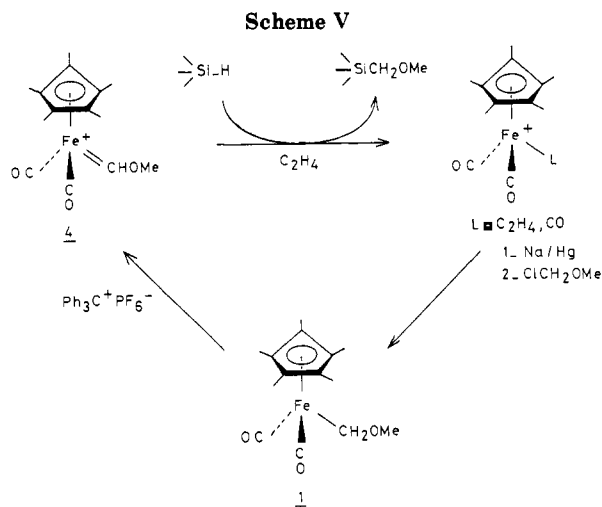 Scheme V
Si-H
SiCH₂OMe
Fe⁺
OC
CHOMe
C
O
4
C₂H₄
Fe⁺
OC
L
C
O
L = C₂H₄, CO
1_ Na/Hg
2_ ClCH₂OMe
Ph₃C⁺PF₆⁻
Fe
OC
CH₂OMe
C
O
1